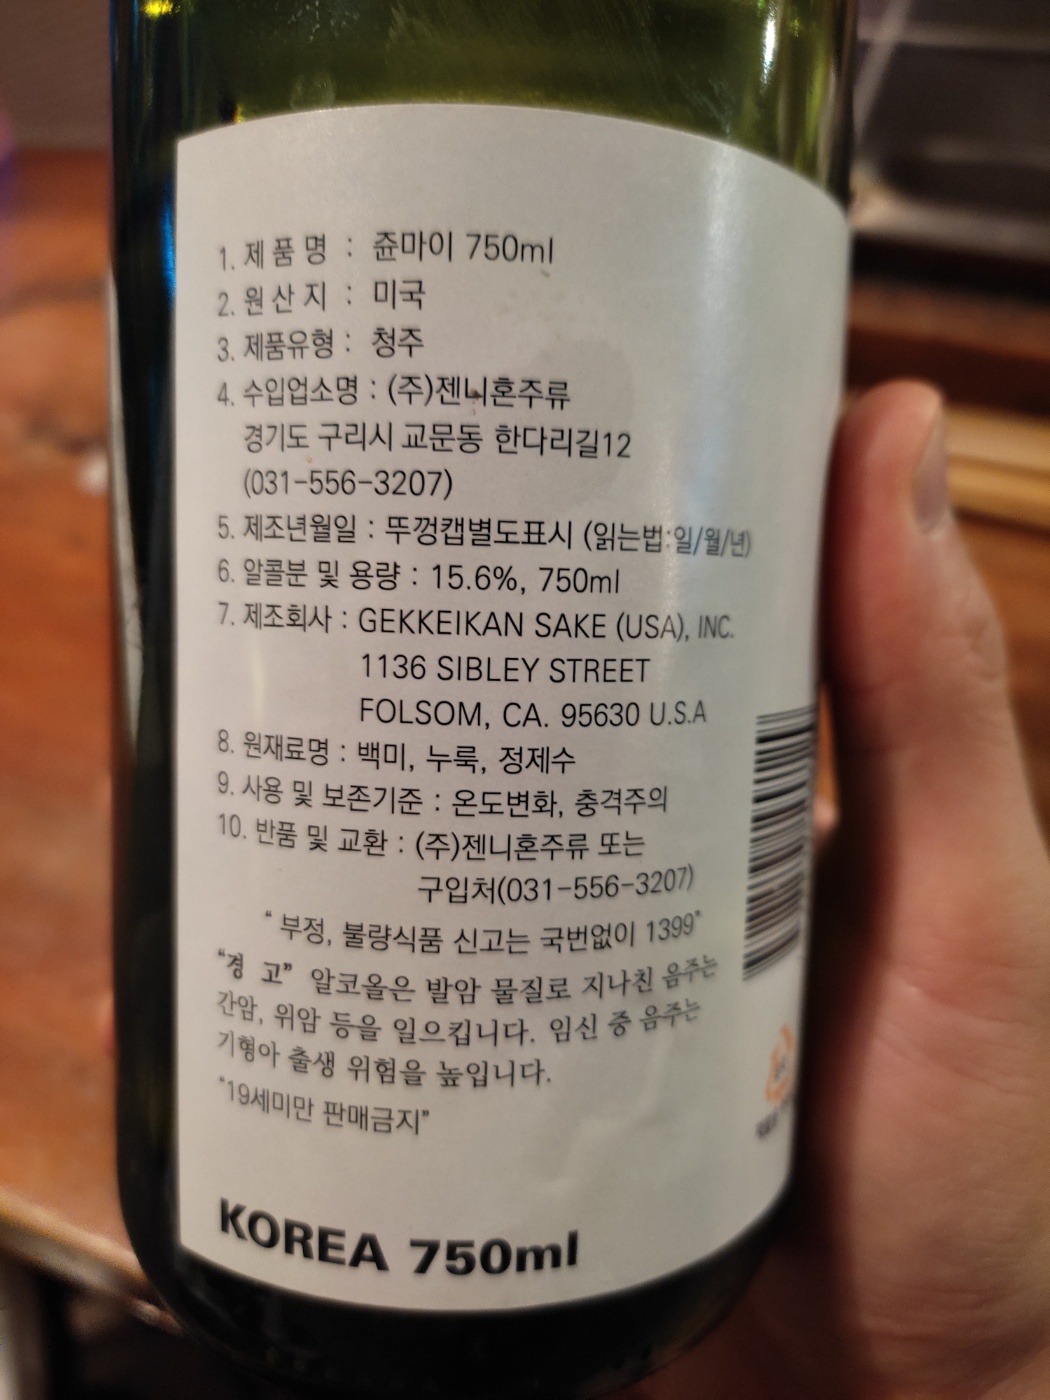 1. 제 품 명 : 쥰마이 750ml
2. 원 산 지 : 미국
3. 제품유형 : 청주
4. 수입업소명 : (주)젠니혼주류
경기도 구리시 교문동 한다리길12
(031-556-3207)
5. 제조년월일 : 뚜껑캡별도표시 (읽는법:일/월/년)
6. 알콜분 및 용량 : 15.6%, 750ml
7. 제조회사 : GEKKEIKAN SAKE (USA), INC.
1136 SIBLEY STREET
FOLSOM, CA. 95630 U.S.A
8. 원재료명 : 백미, 누룩, 정제수
9. 사용 및 보존기준 : 온도변화, 충격주의
10. 반품 및 교환 : (주)젠니혼주류 또는
구입처(031-556-3207)
“ 부정, 불량식품 신고는 국번없이 1399”
“경 고” 알코올은 발암 물질로 지나친 음주는
간암, 위암 등을 일으킵니다. 임신 중 음주는
기형아 출생 위험을 높입니다.
“19세미만 판매금지”
KOREA 750ml